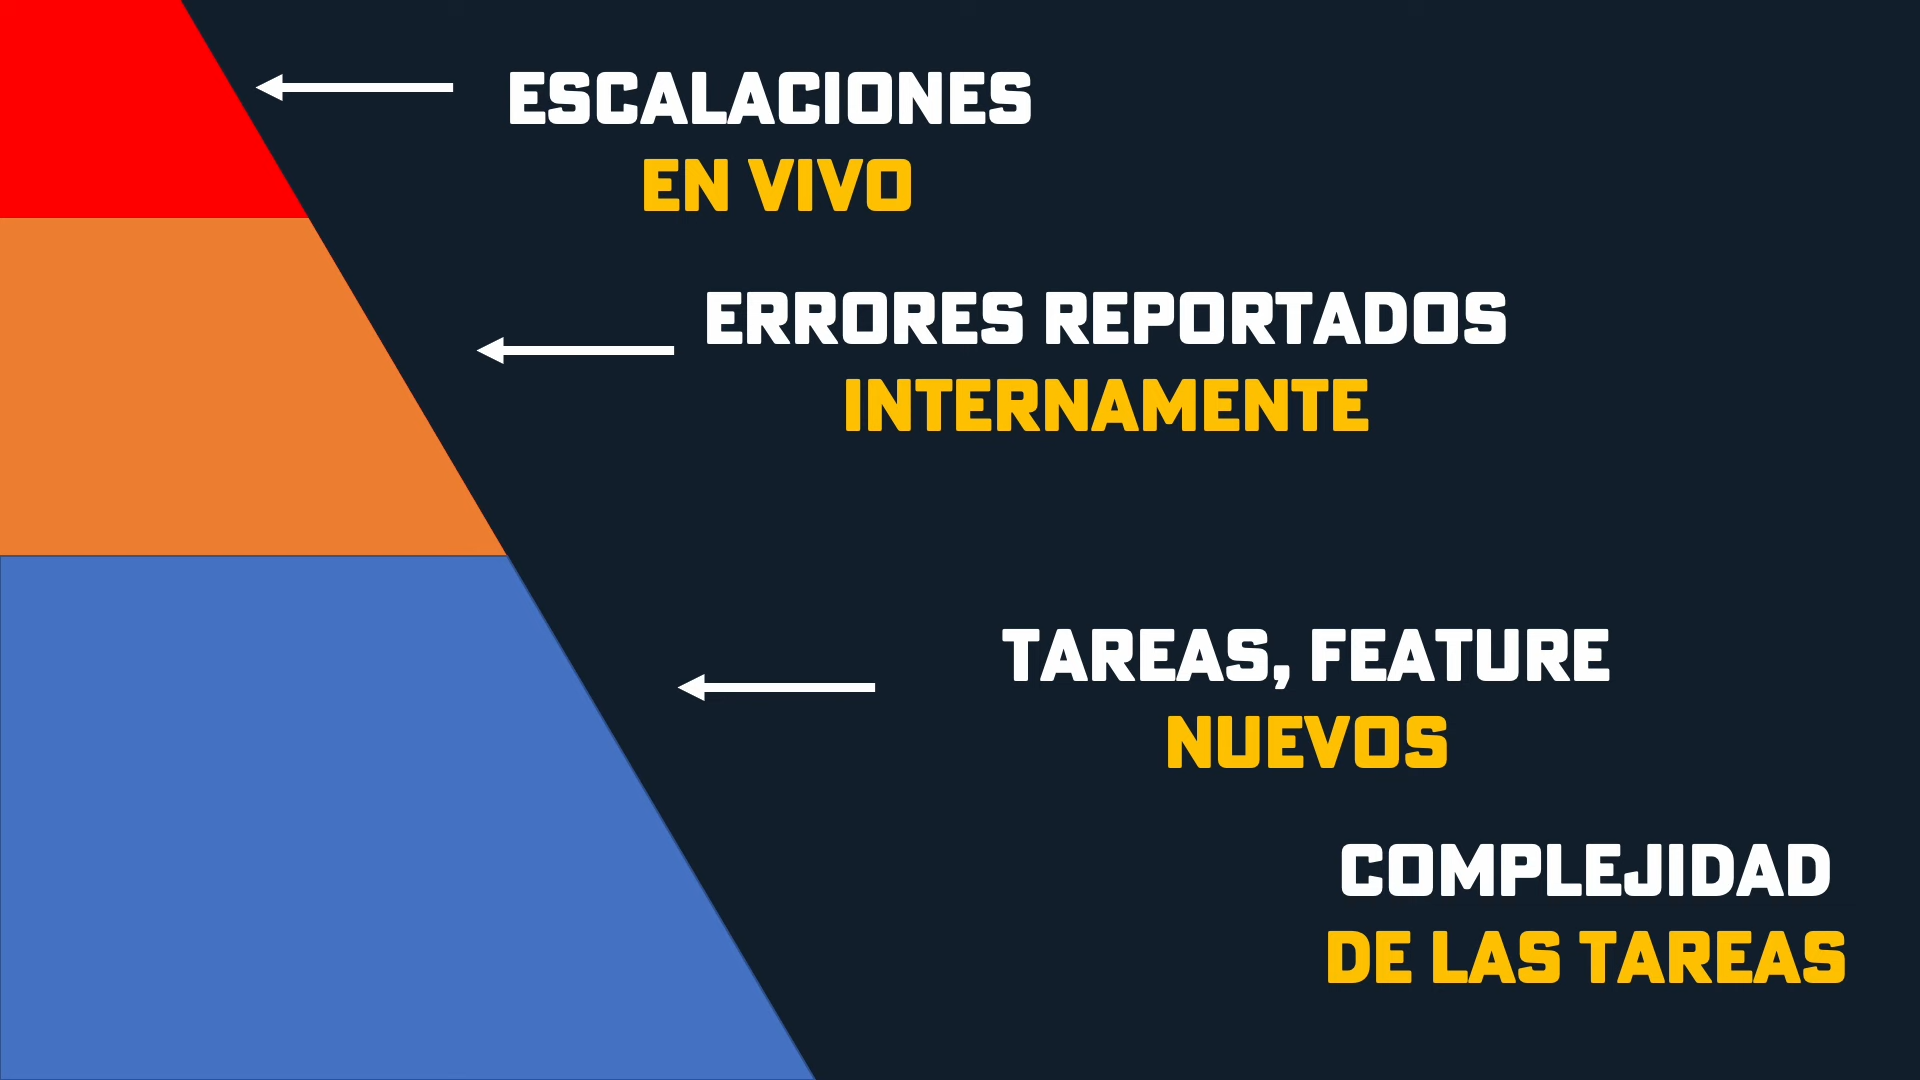 ESCALACIONES
EN VIVO
ERRORES REPORTADOS
INTERNAMENTE
TAREAS, FEATURE
NUEVOS
COMPLEJIDAD
DE LAS TAREAS